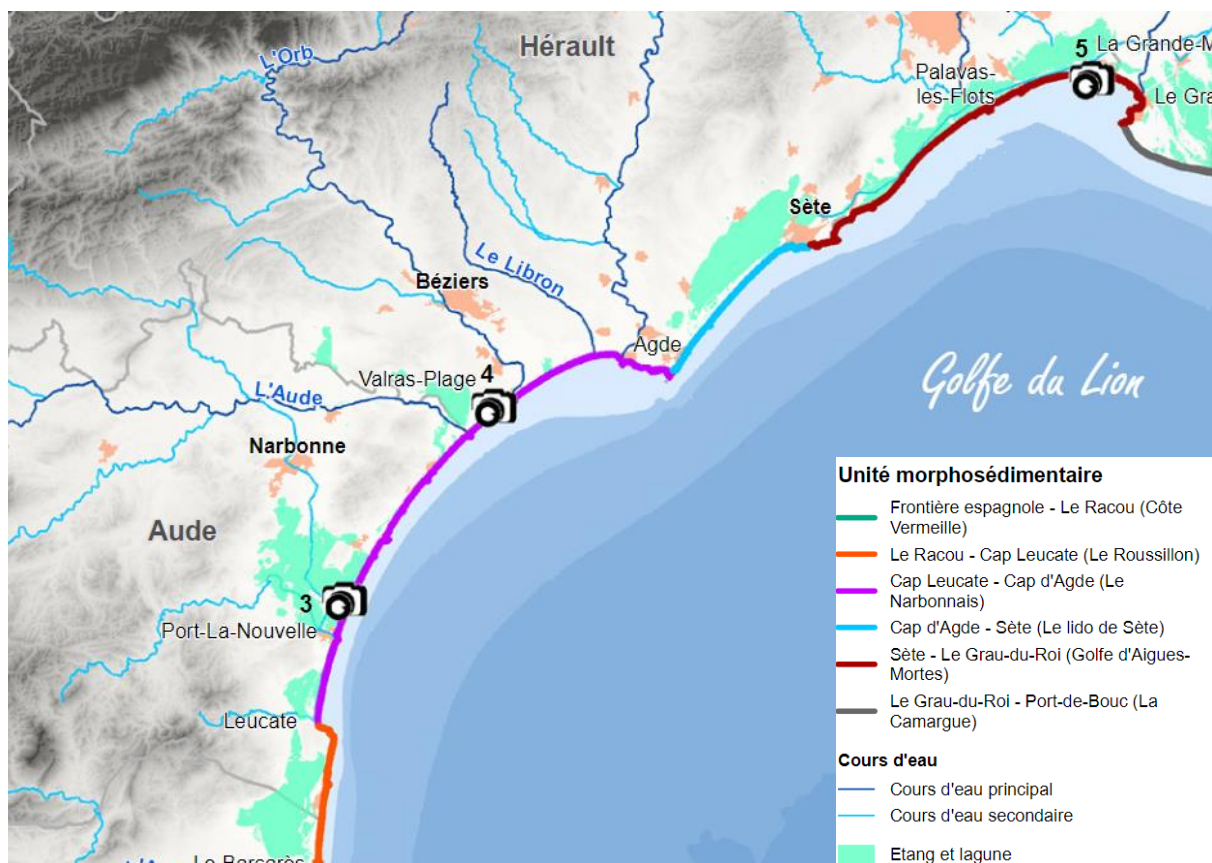 L'Orb
Hérault
5
La Grande-M
Palavas-
les-Flots
Le Gra
Sète
Le Libron
Béziers
Agde
Valras-Plage
4
L'Aude
Golfe du Lion
Narbonne
Aude
3
Port-La-Nouvelle
Leucate
Le Barcarès
Unité morphosédimentaire
Frontière espagnole - Le Racou (Côte
Vermeille)
Le Racou - Cap Leucate (Le Roussillon)
Cap Leucate - Cap d'Agde (Le
Narbonnais)
Cap d'Agde - Sète (Le lido de Sète)
Sète - Le Grau-du-Roi (Golfe d'Aigues-
Mortes)
Le Grau-du-Roi - Port-de-Bouc (La
Camargue)
Cours d'eau
Cours d'eau principal
Cours d'eau secondaire
Etang et lagune